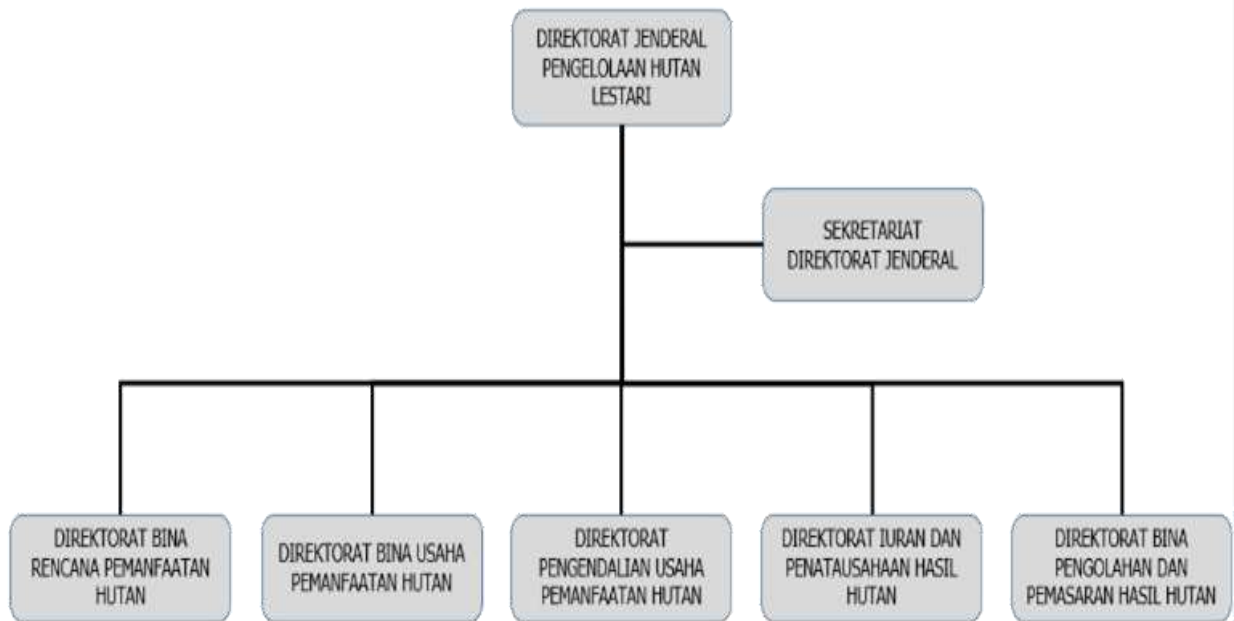 DIREKTORAT JENDERAL
PENGELOLAAN HUTAN
LESTARI
SEKRETARIAT
DIREKTORAT JENDERAL
DIREKTORAT BINA
RENCANA PEMANFAATAN
HUTAN
DIREKTORAT BINA USAHA
PEMANFAATAN HUTAN
DIREKTORAT
PENGENDALIAN USAHA
PEMANFAATAN HUTAN
DIREKTORAT IURAN DAN
PENATAUSAHAAN HASIL
HUTAN
DIREKTORAT BINA
PENGOLAHAN DAN
PEMASARAN HASIL HUTAN